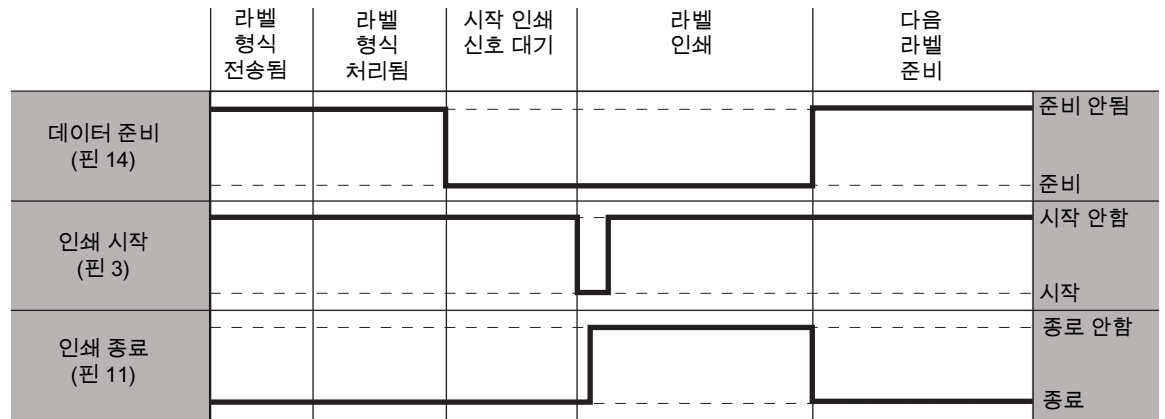 라벨
형식
전송됨
라벨
형식
처리됨
시작 인쇄
신호 대기
라벨
인쇄
다음
라벨
준비
데이터 준비
(핀 14)
준비 안됨
준비
인쇄 시작
(핀 3)
시작 안함
시작
인쇄 종료
(핀 11)
종로 안함
종료